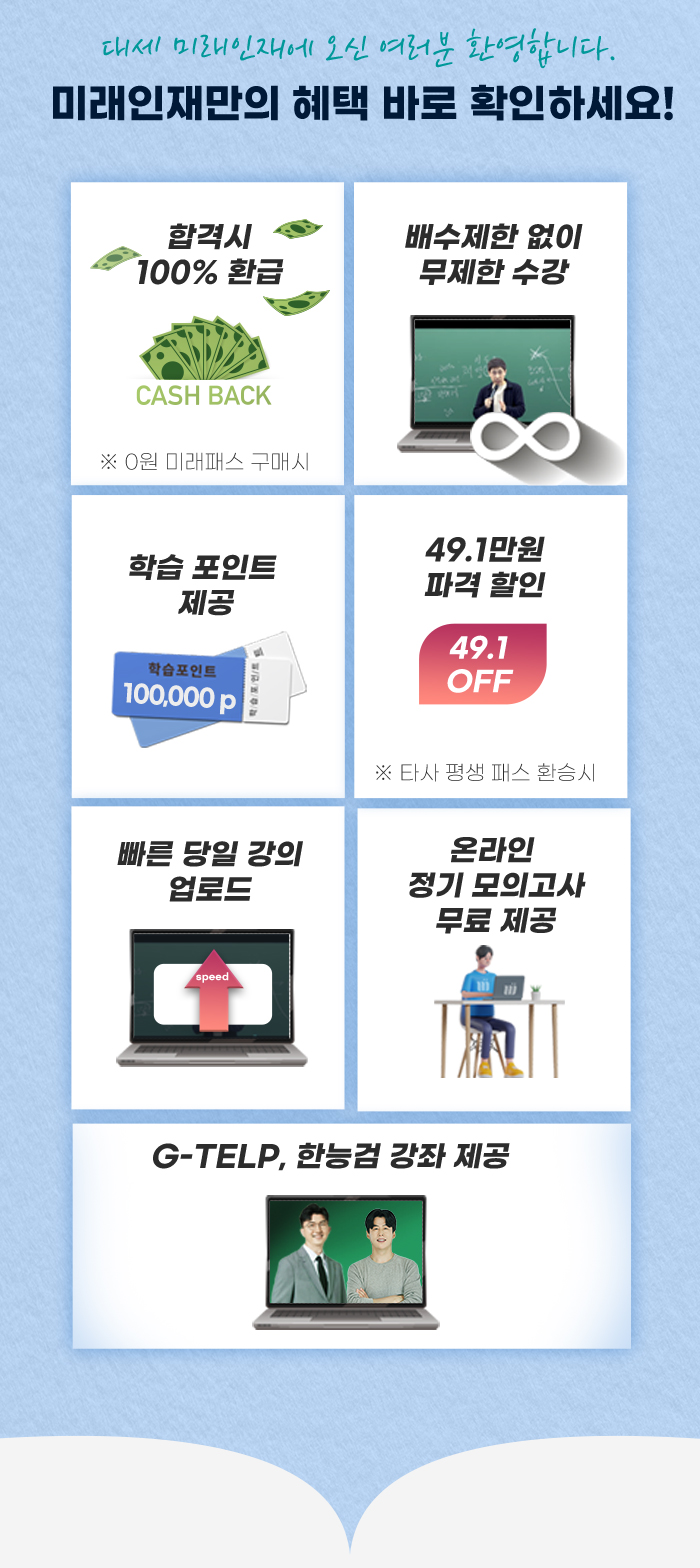 대세 미래인재에 오신 여러분 환영합니다.
미래인재만의 혜택 바로 확인하세요!
합격시
100% 환급
CASH BACK
※ 0원 미래패스 구매시
배수제한 없이
무제한 수강
학습 포인트
제공
학습포인트
100,000 p
학/습/포/인/트
트
49.1만원
파격 할인
49.1
OFF
※ 타사 평생 패스 환승시
빠른 당일 강의
업로드
speed
온라인
정기 모의고사
무료 제공
G-TELP, 한능검 강좌 제공